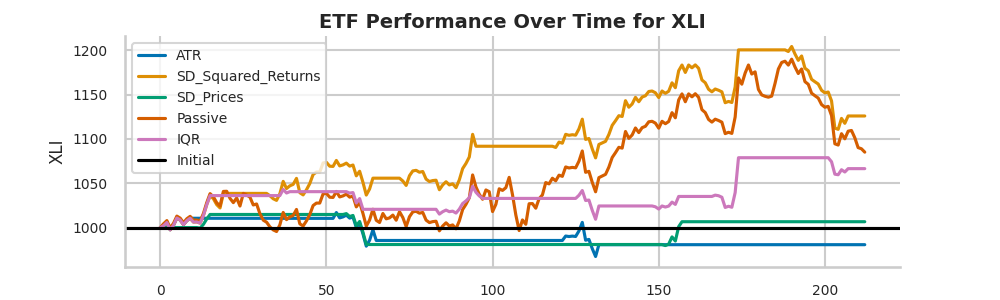 ETF Performance Over Time for XLI
1200
1150
1100
1050
1000
XLI
ATR
SD_Squared_Returns
SD_Prices
Passive
IQR
Initial
0
50
100
150
200